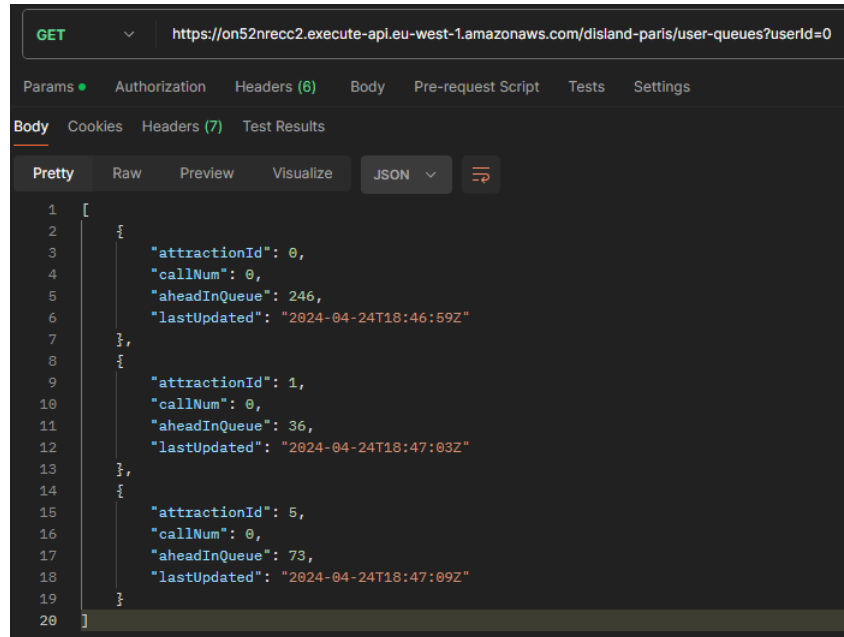 GET https://on52nrecc2.execute-api.eu-west-1.amazonaws.com/disland-paris/user-queues?userId=0
Params Authorization Headers (6) Body Pre-request Script Tests Settings
Body Cookies Headers (7) Test Results
Pretty Raw Preview Visualize JSON
1 [
2 {
3 "attractionId": 0,
4 "callNum": 0,
5 "aheadInQueue": 246,
6 "lastUpdated": "2024-04-24T18:46:59Z"
7 },
8 {
9 "attractionId": 1,
10 "callNum": 0,
11 "aheadInQueue": 36,
12 "lastUpdated": "2024-04-24T18:47:03Z"
13 },
14 {
15 "attractionId": 5,
16 "callNum": 0,
17 "aheadInQueue": 73,
18 "lastUpdated": "2024-04-24T18:47:09Z"
19 }
20 ]